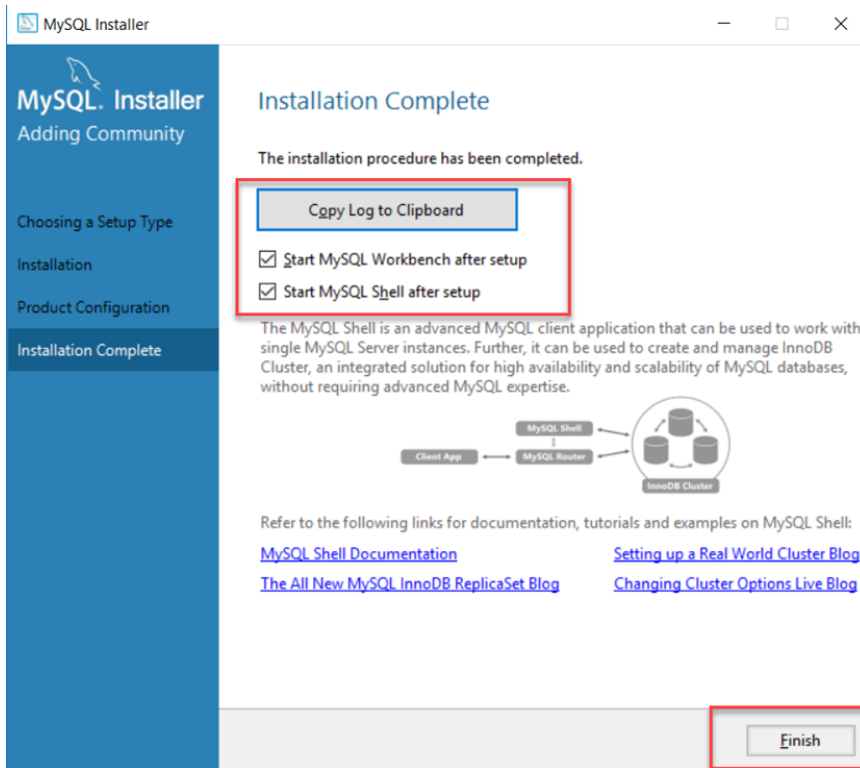 MySQL Installer
MySQL. Installer
Adding Community
Choosing a Setup Type
Installation
Product Configuration
Installation Complete
Installation Complete
The installation procedure has been completed.
Copy Log to Clipboard
Start MySQL Workbench after setup
Start MySQL Shell after setup
The MySQL Shell is an advanced MySQL client application that can be used to work with
single MySQL Server instances. Further, it can be used to create and manage InnoDB
Cluster, an integrated solution for high availability and scalability of MySQL databases,
without requiring advanced MySQL expertise.
MySQL Shell
Client App
MySQL Router
InnoDB Cluster
Refer to the following links for documentation, tutorials and examples on MySQL Shell:
MySQL Shell Documentation
Setting up a Real World Cluster Blog
The All New MySQL InnoDB ReplicaSet Blog
Changing Cluster Options Live Blog
Finish